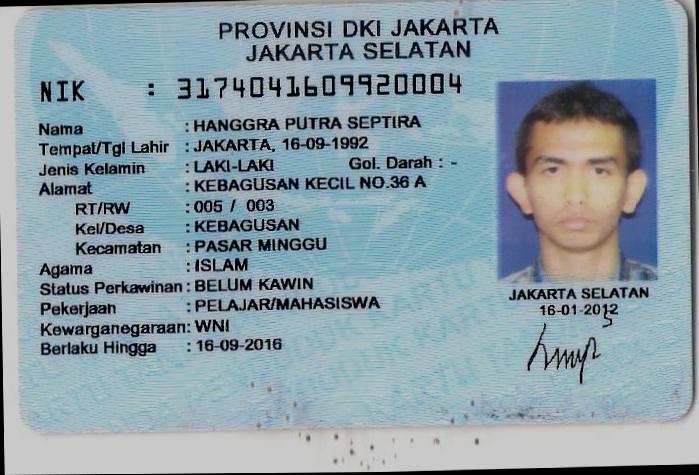 PROVINSI DKI JAKARTA
JAKARTA SELATAN
NIK : 3174041609920004
Nama : HANGGRA PUTRA SEPTIRA
Tempat/Tgl Lahir : JAKARTA, 16-09-1992
Jenis Kelamin : LAKI-LAKI Gol. Darah : -
Alamat : KEBAGUSAN KECIL NO.36 A
RT/RW : 005 / 003
Kel/Desa : KEBAGUSAN
Kecamatan : PASAR MINGGU
Agama : ISLAM
Status Perkawinan : BELUM KAWIN
Pekerjaan : PELAJAR/MAHASISWA
Kewarganegaraan : WNI
Berlaku Hingga : 16-09-2016
JAKARTA SELATAN
16-01-2012